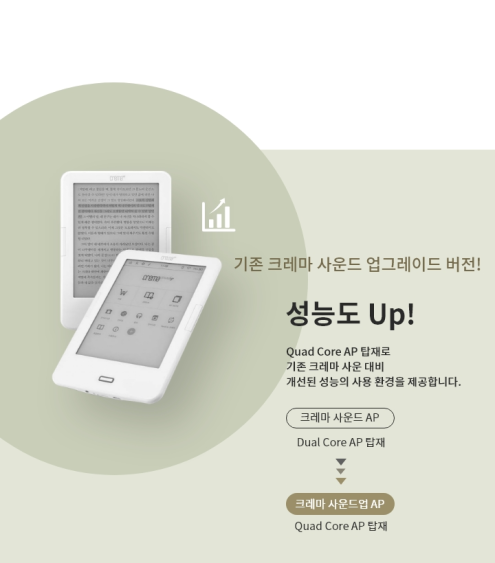 기존 크레마 사운드 업그레이드 버전!
성능도 Up!
Quad Core AP 탑재로
기존 크레마 사운 대비
개선된 성능의 사용 환경을 제공합니다.
크레마 사운드 AP
Dual Core AP 탑재
크레마 사운드업 AP
Quad Core AP 탑재